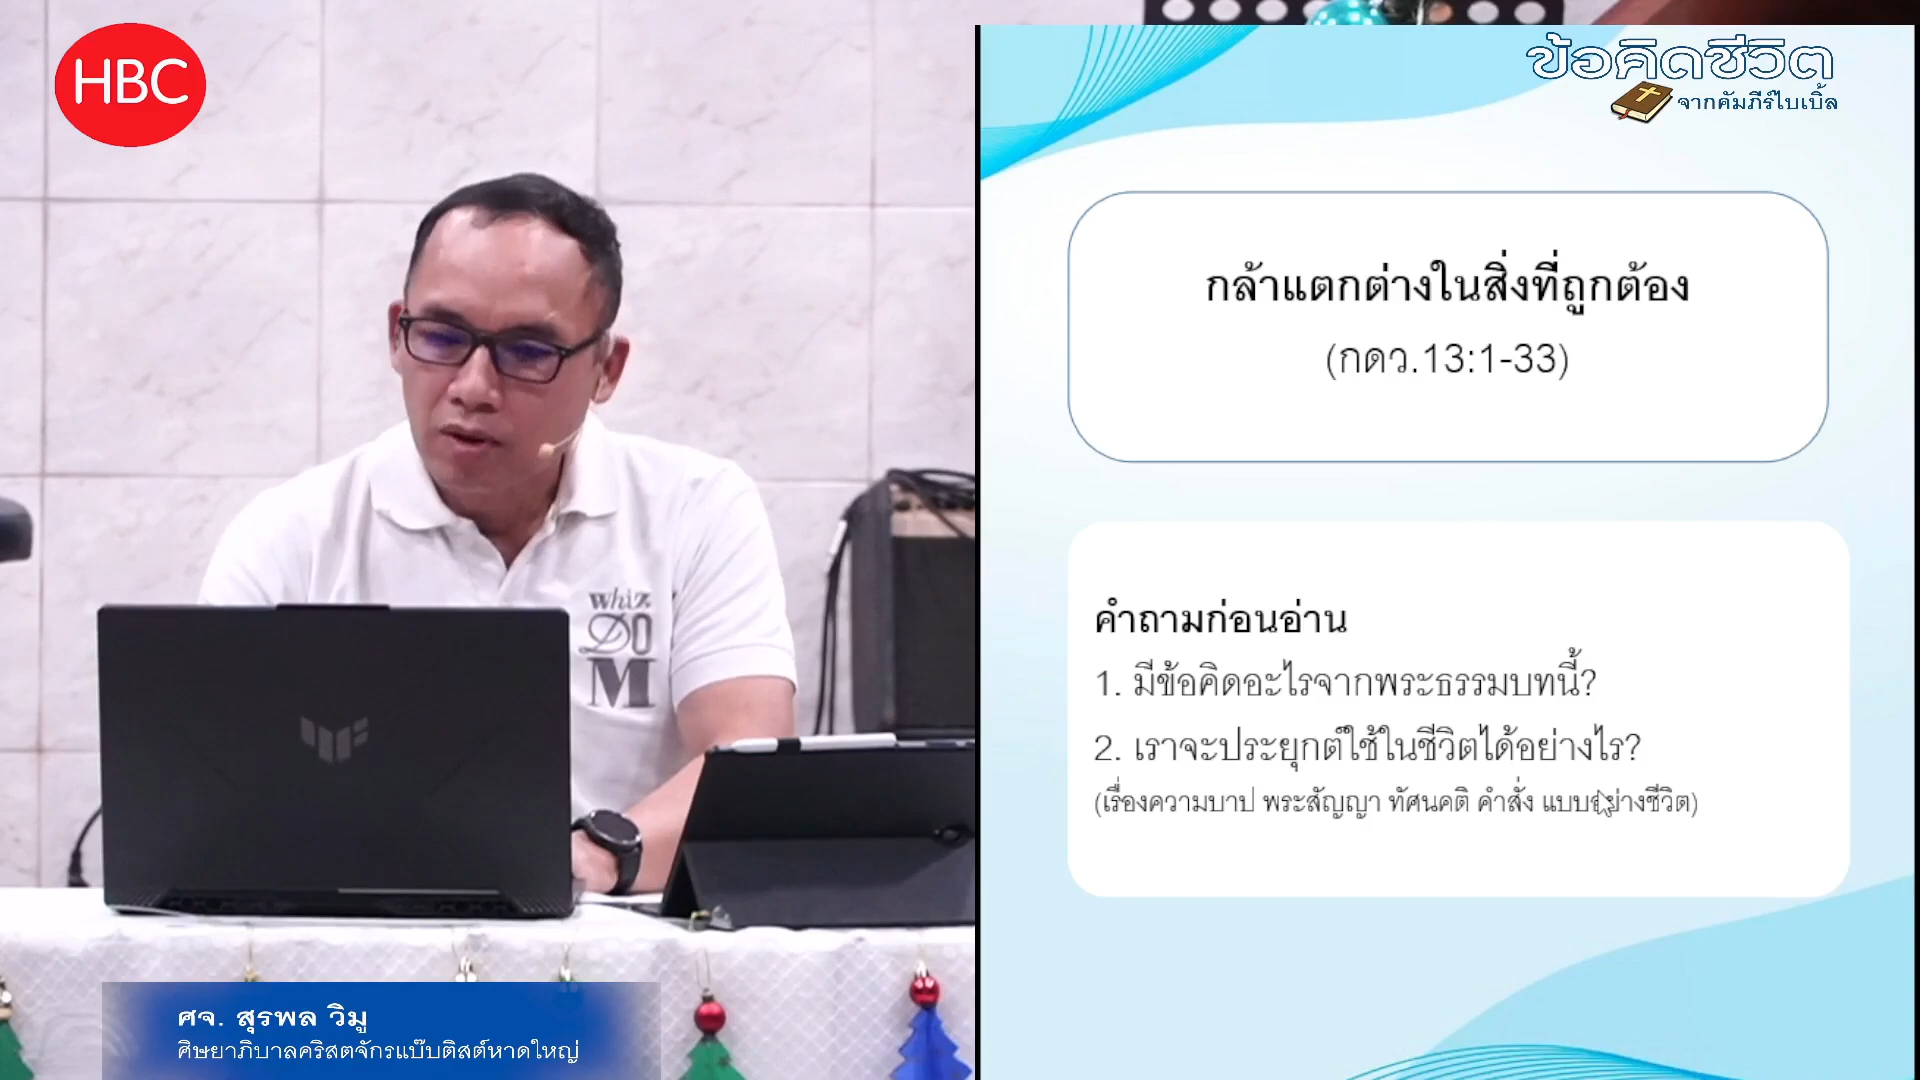 HBC
Whiz
DO
M
ศจ. สุรพล วิมู
ศิษยาภิบาลคริสตจักรแบ๊บติสต์หาดใหญ่
ข้อคิดชีวิต
จากคัมภีร์ไบเบิ้ล
กล้าแตกต่างในสิ่งที่ถูกต้อง
(กดว.13:1-33)
คำถามก่อนอ่าน
1. มีข้อคิดอะไรจากพระธรรมบทนี้?
2. เราจะประยุกต์ใช้ในชีวิตได้อย่างไร?
(เรื่องความบาป พระสัญญา ทัศนคติ คำสั่ง แบบอย่างชีวิต)